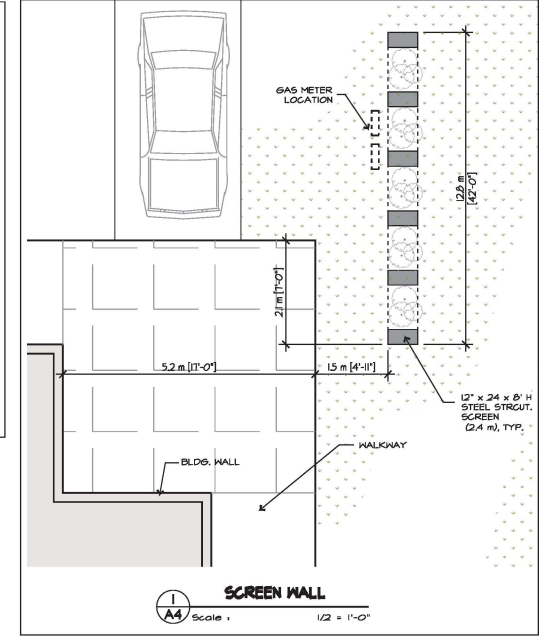 GAS METER
LOCATION
12.8 m
[42'-0"]
2.1 m [7'-0"]
5.2 m [17'-0"]
1.5 m [4'-11"]
12" x 24 x 8' H
STEEL STRCUT.
SCREEN
(2.4 m), TYP.
WALKWAY
BLDG. WALL
1
A4
SCREEN WALL
Scale :
1/2 = 1'-0"